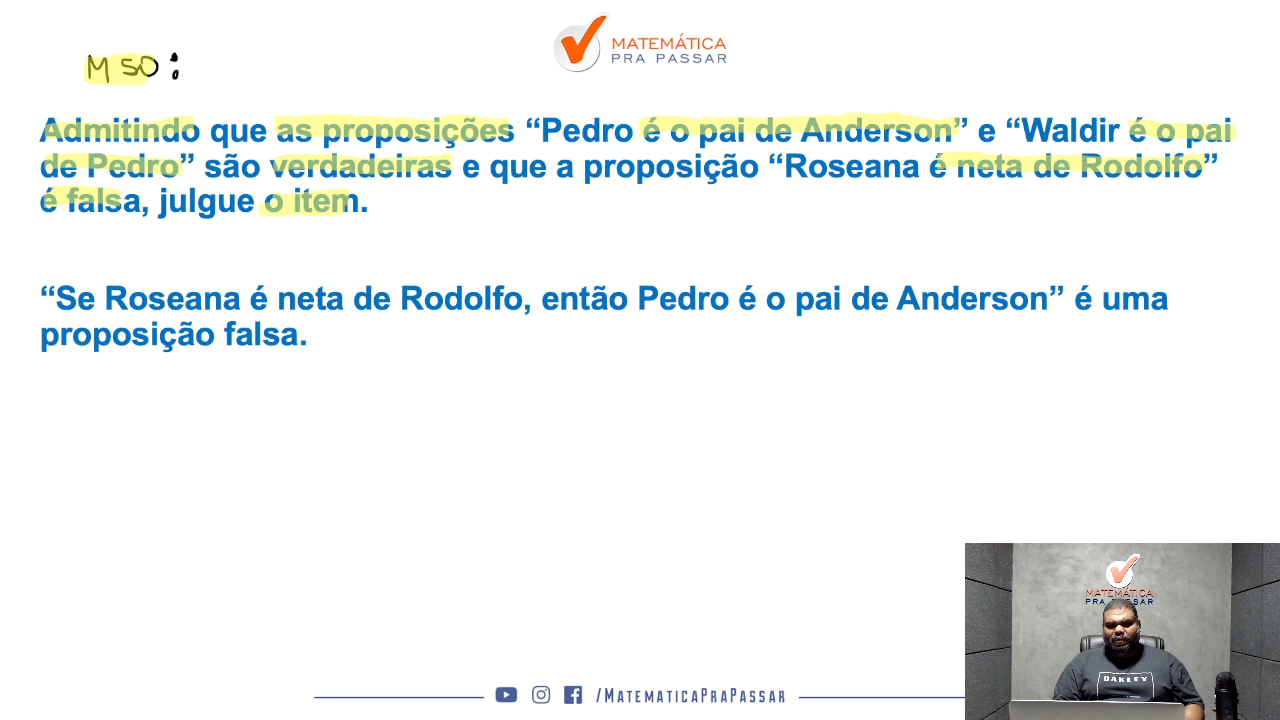 MATEMÁTICA
PRA PASSAR
M50:
Admitindo que as proposições “Pedro é o pai de Anderson” e “Waldir é o pai
de Pedro” são verdadeiras e que a proposição “Roseana é neta de Rodolfo”
é falsa, julgue o item.
“Se Roseana é neta de Rodolfo, então Pedro é o pai de Anderson” é uma
proposição falsa.
MATEMÁTICA
PRA PASSAR
OAKLEY
/MATEMATICAPRAPASSAR